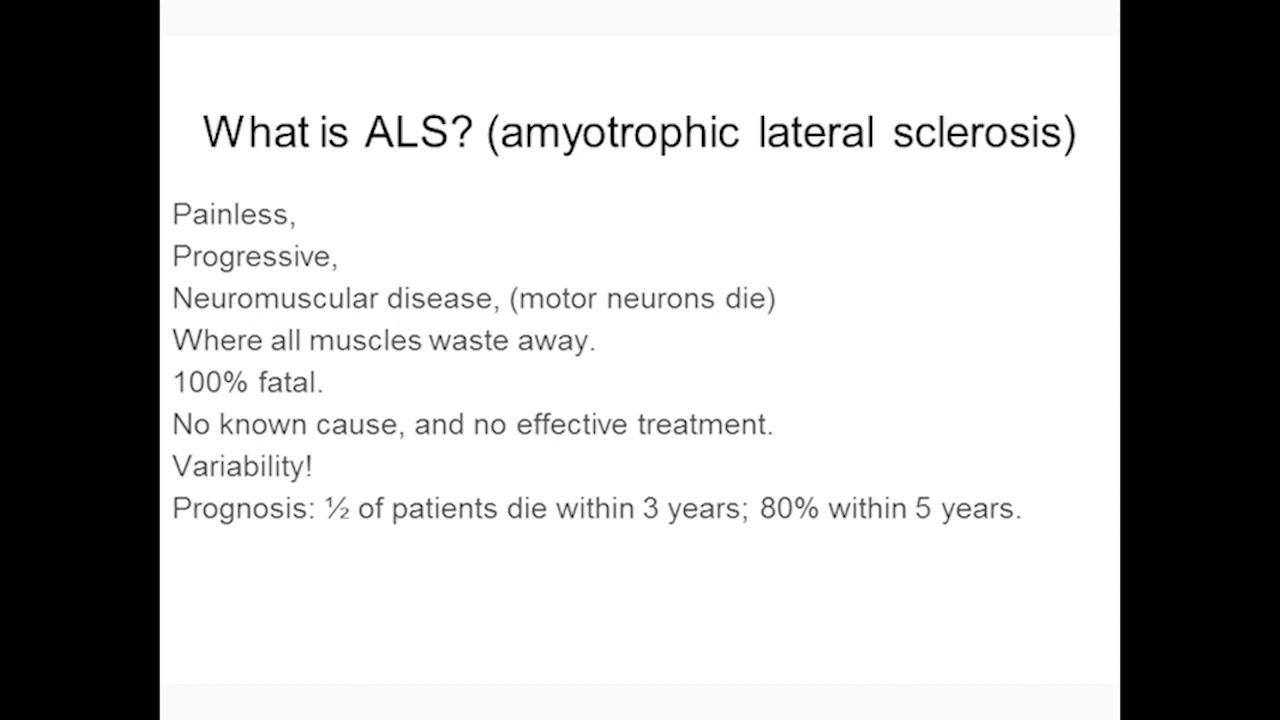 What is ALS? (amyotrophic lateral sclerosis)
Painless,
Progressive,
Neuromuscular disease, (motor neurons die)
Where all muscles waste away.
100% fatal.
No known cause, and no effective treatment.
Variability!
Prognosis: ½ of patients die within 3 years; 80% within 5 years.